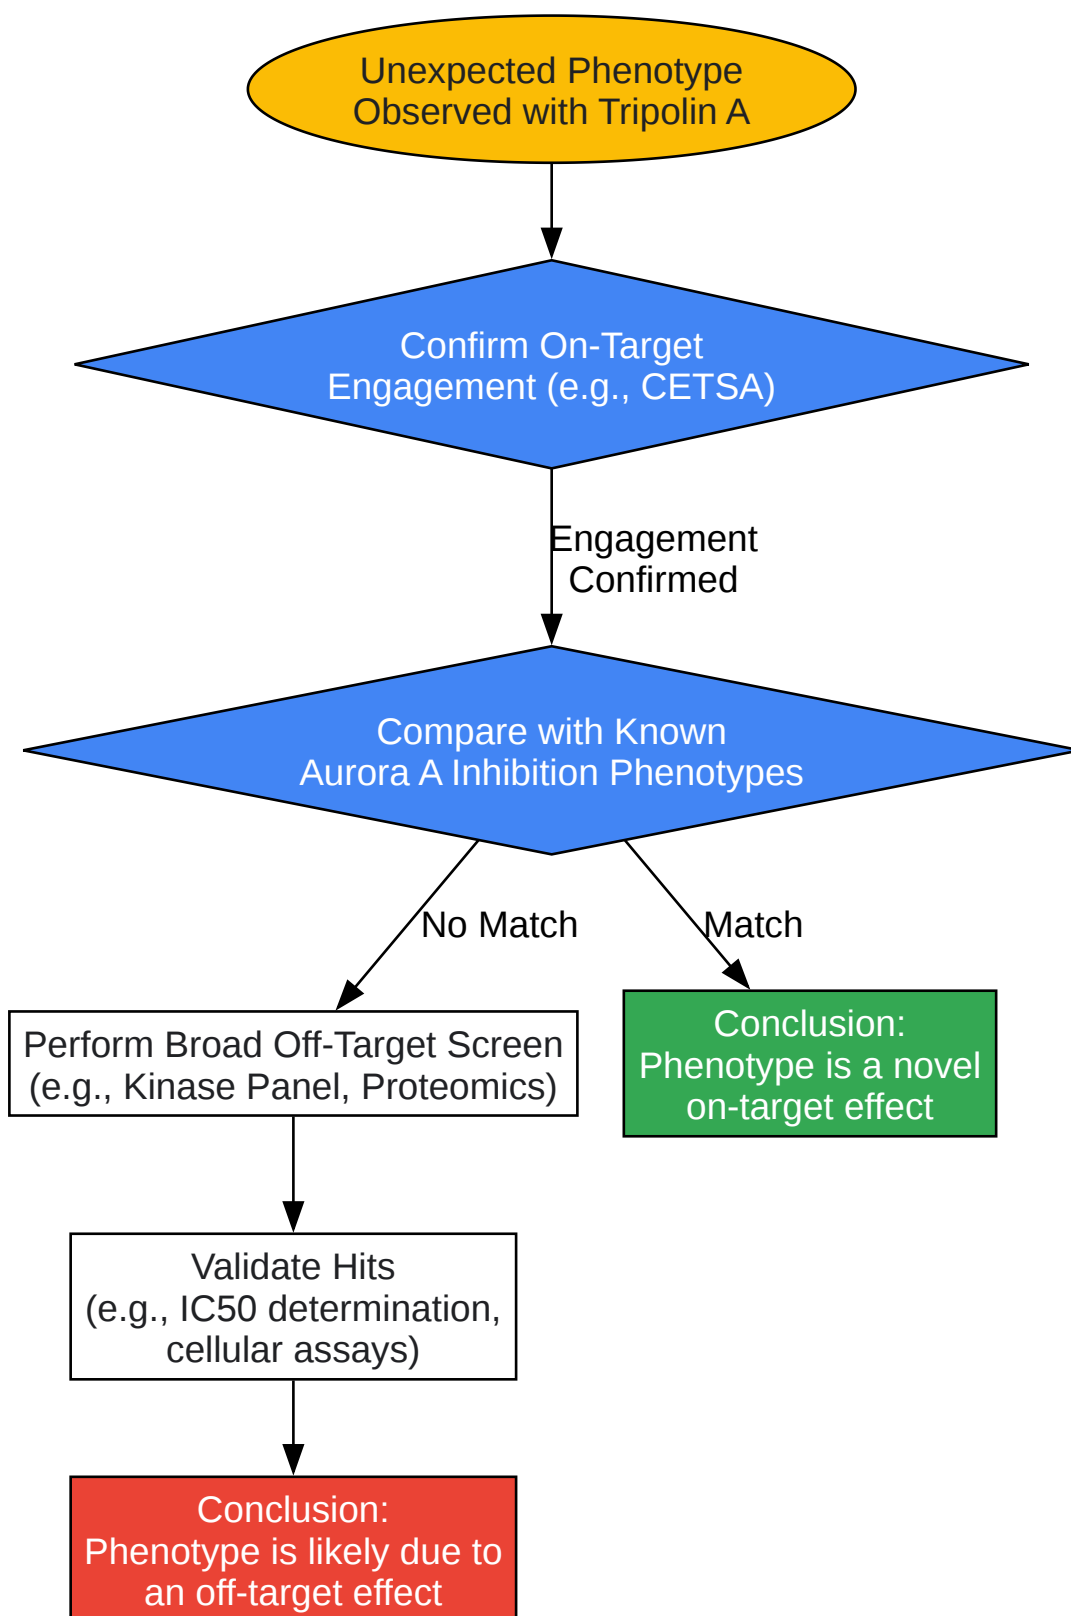 Unexpected Phenotype
Observed with Tripolin A
Confirm On-Target
Engagement (e.g., CETSA)
Engagement
Confirmed
Compare with Known
Aurora A Inhibition Phenotypes
No Match
Match
Perform Broad Off-Target Screen
(e.g., Kinase Panel, Proteomics)
Conclusion:
Phenotype is a novel
on-target effect
Validate Hits
(e.g., IC50 determination,
cellular assays)
Conclusion:
Phenotype is likely due to
an off-target effect